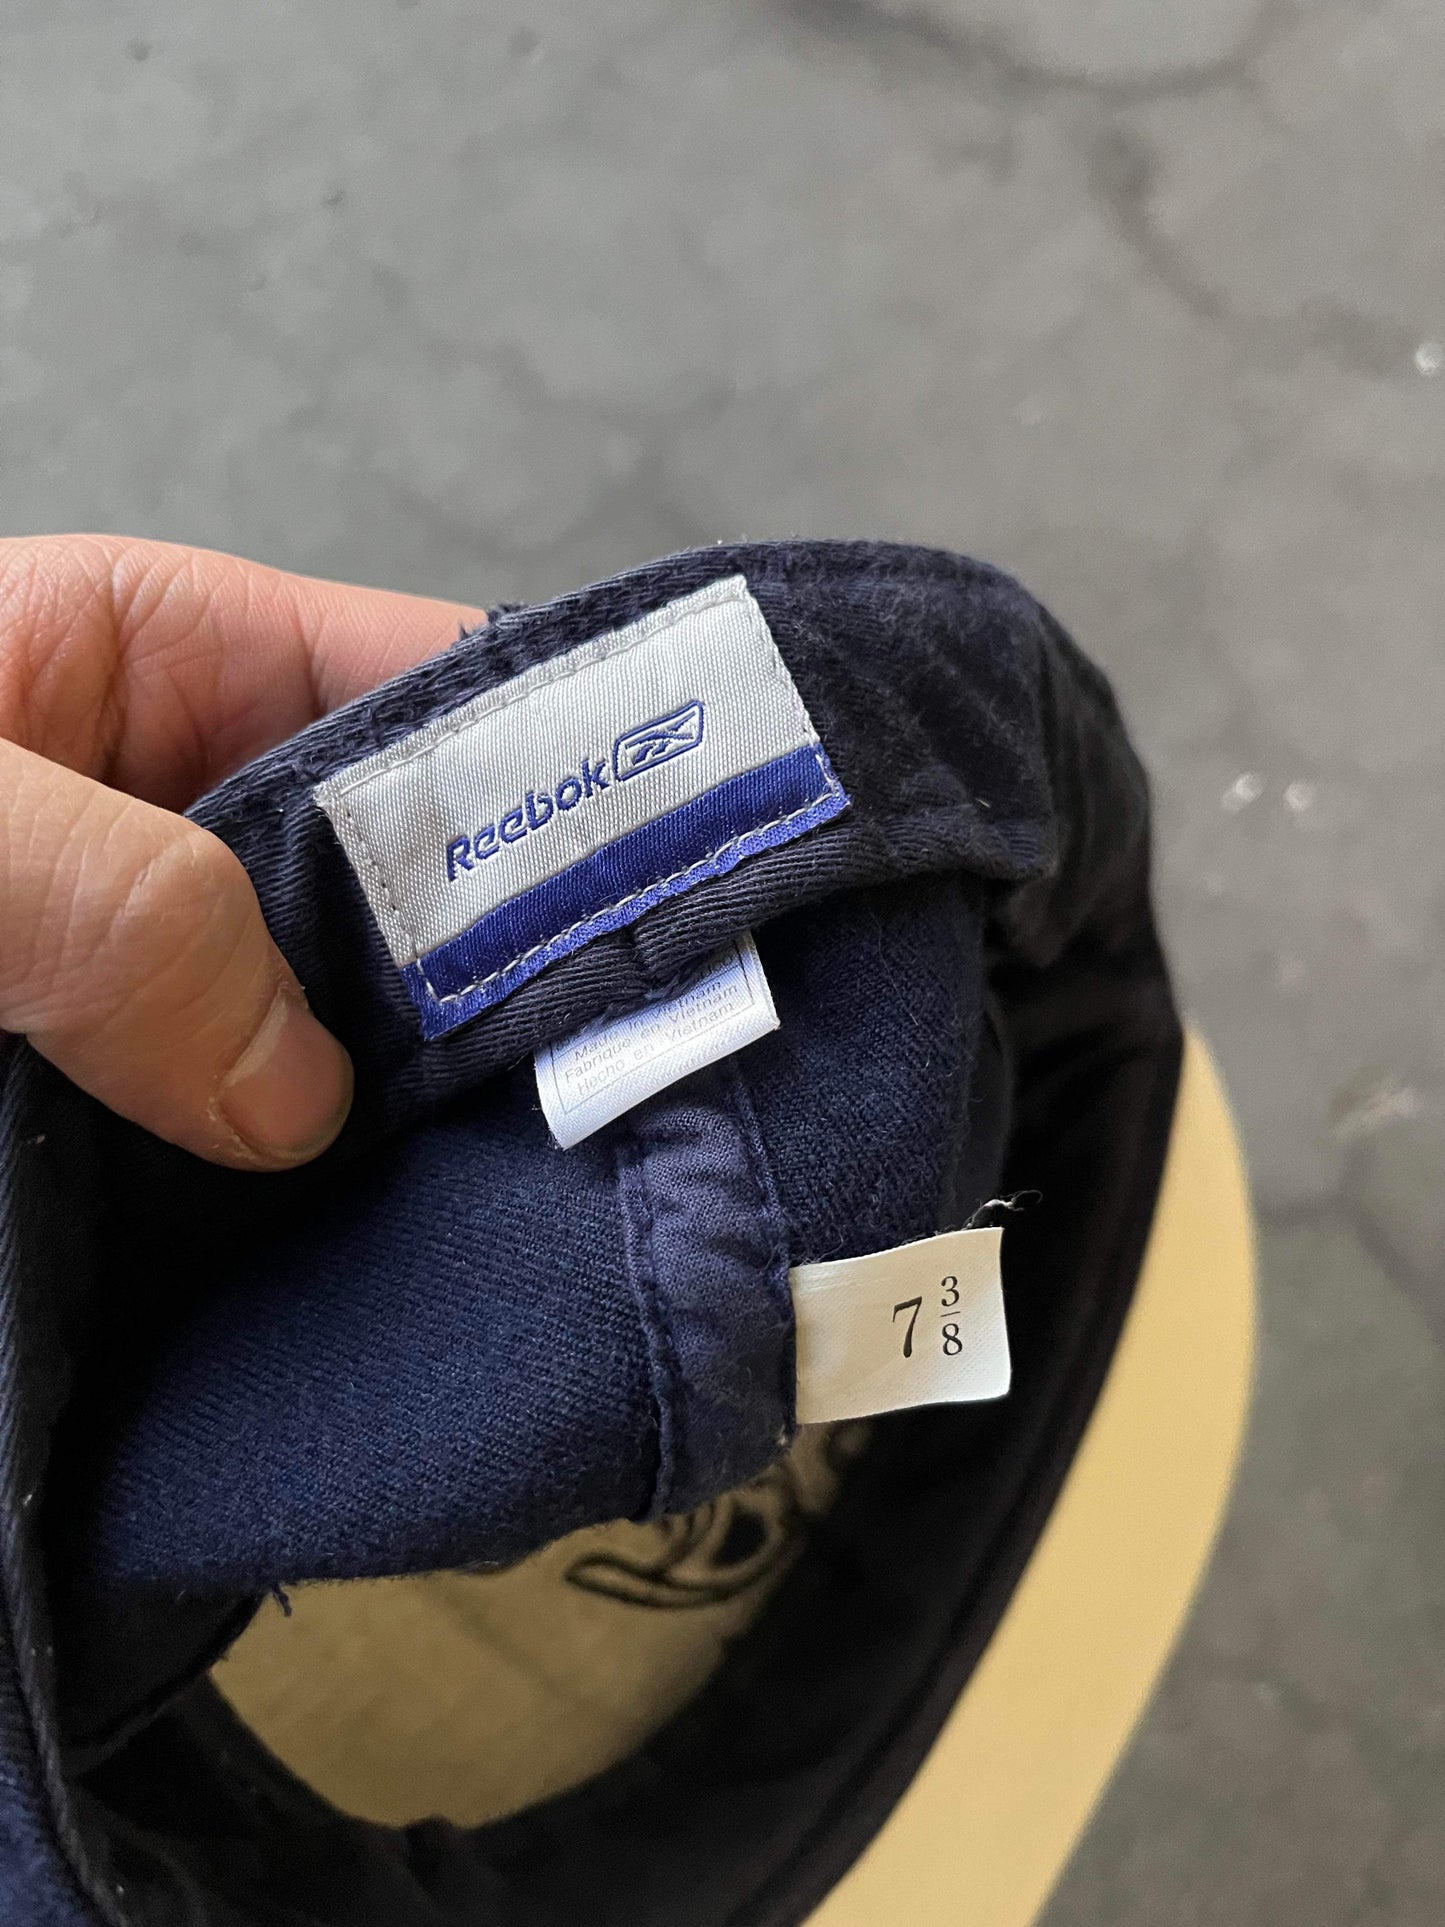 Reebok
Made in Vietnam
Fabriqué en Vietnam
Hecho en Vietnam
7 3/8